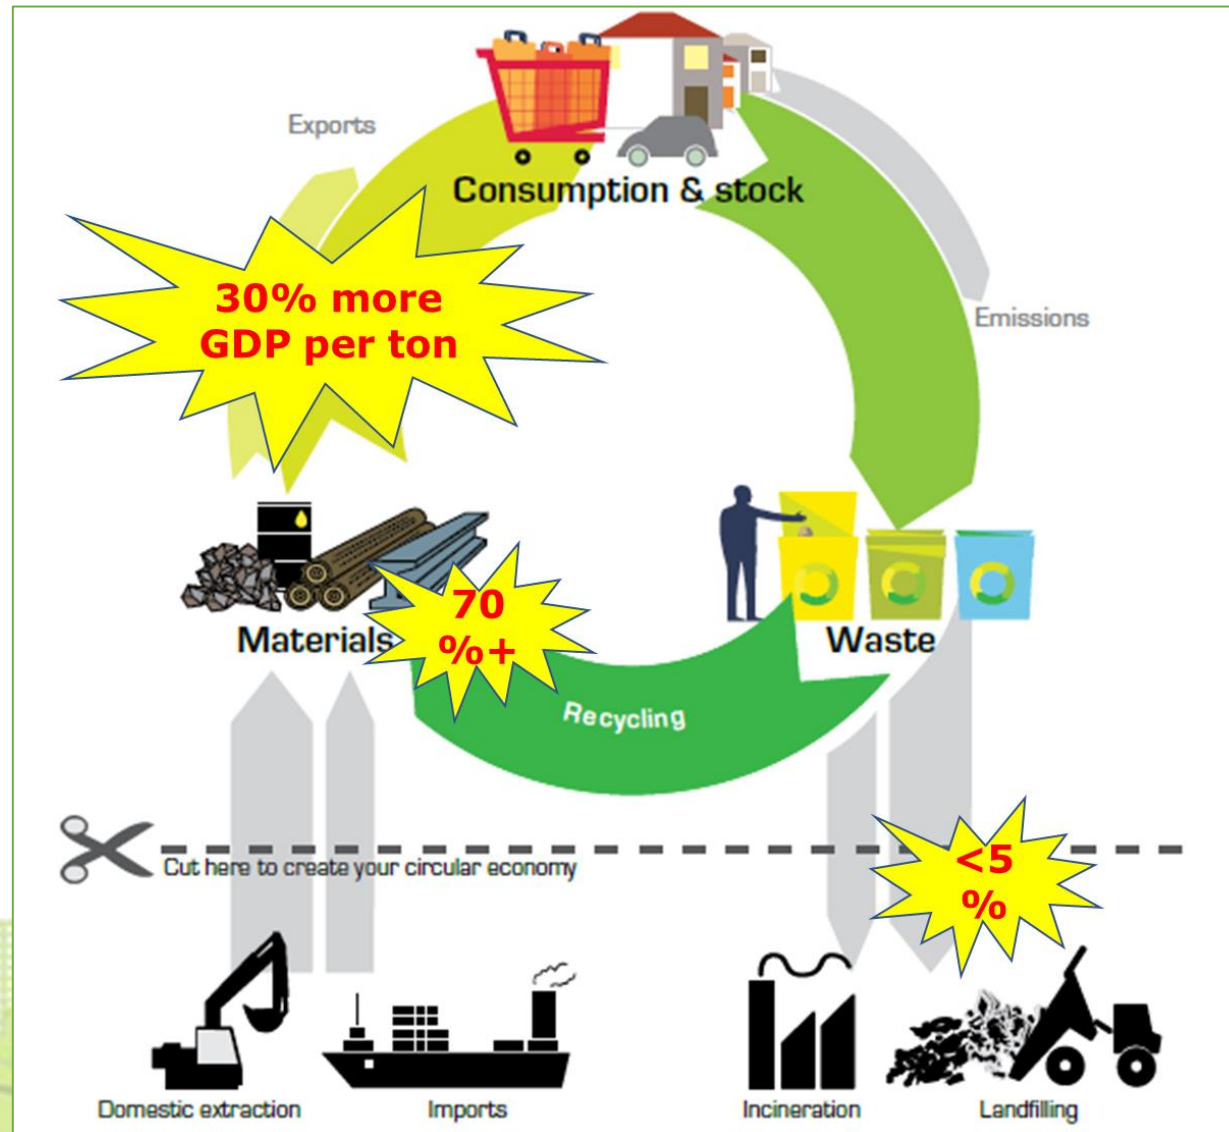 Exports
Consumption & stock
30% more
GDP per ton
Emissions
70
%+
Materials
Waste
Recycling
Cut here to create your circular economy
<5
%
Domestic extraction
Imports
Incineration
Landfilling